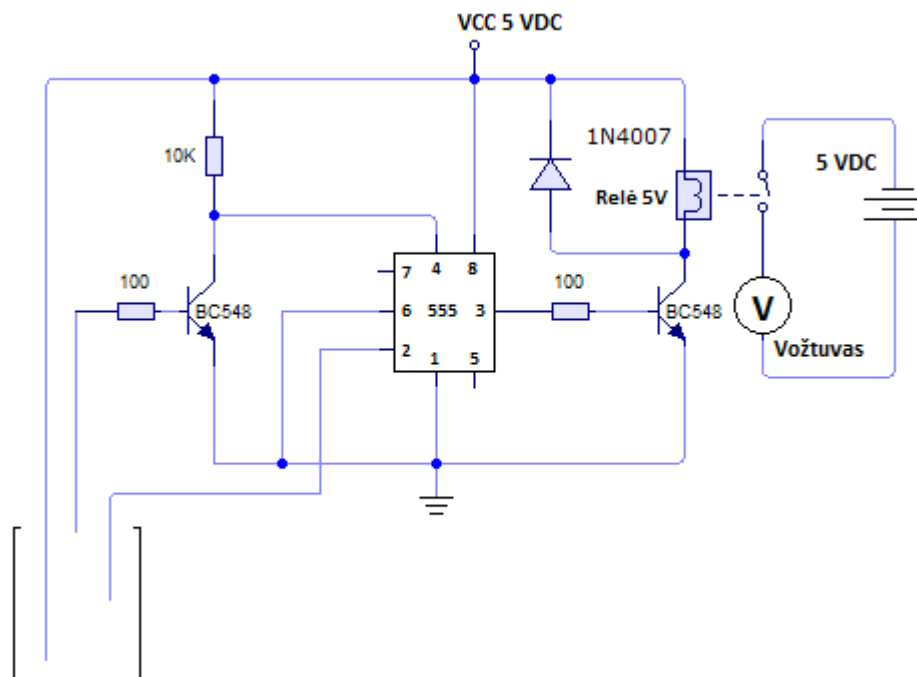 VCC 5 VDC
1N4007
10K
5 VDC
Relė 5V
4 8
7
100
100
BC548
6 555 3
BC548
V
2
1 5
Vožtuvas